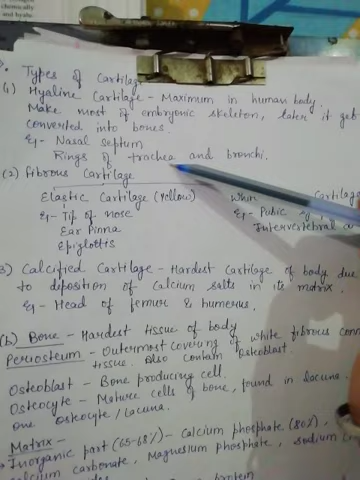 chemically
and hyalu
Types of Cartilage
(1) Hyaline Cartilage - Maximum in human body.
Make most of embryonic skeleton, later it get
converted into bones.
Eg - Nasal septum
Rings of trachea and bronchi.
(2) Fibrous Cartilage
Elastic Cartilage (Yellow) Cartilage
Eg - Tip of nose Eg - Pubic
Ear Pinna Intervertebral
Epiglottis
3) Calcified Cartilage - Hardest cartilage of body due
to deposition of calcium salts in its matrix.
Eg - Head of femur & humerus.
(b) Bone - Hardest tissue of body
Periosteum - Outermost covering of white fibrous
tissue. Also contain osteoblast.
Osteoblast - Bone producing cell.
Osteocyte - Mature cells of bone, found in lacuna.
one osteocyte/lacuna.
Matrix -
Inorganic part (65-68%) - Calcium phosphate (80%),
calcium carbonate, Magnesium phosphate, sodium
protein